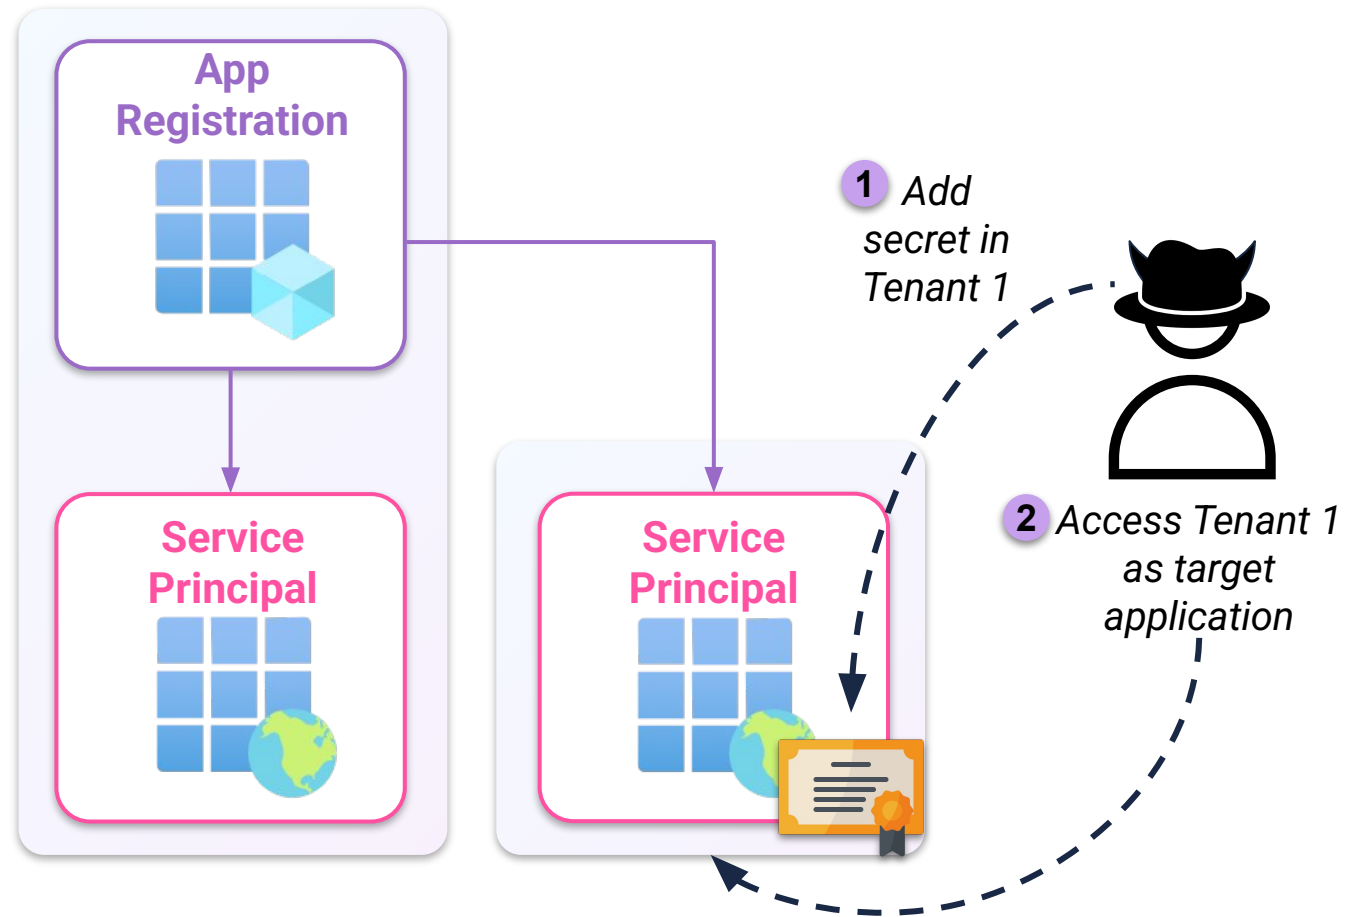 App
Registration
Service
Principal
Service
Principal
1 Add
secret in
Tenant 1
2 Access Tenant 1
as target
application